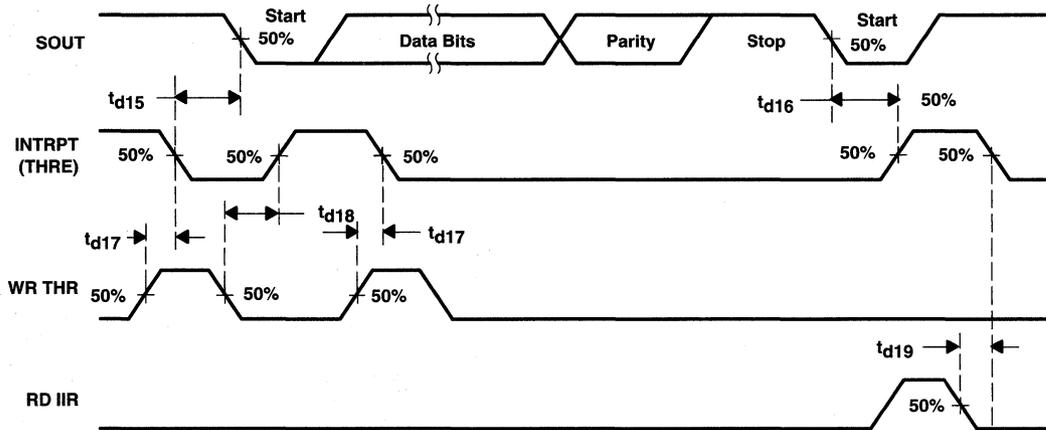 Start
SOUT
50%
Data Bits
Parity
Stop
Start
50%
td15
td16
50%
INTRPT
(THRE)
50%
50%
50%
50%
50%
td17
td18
td17
WR THR
50%
50%
50%
td19
RD IIR
50%